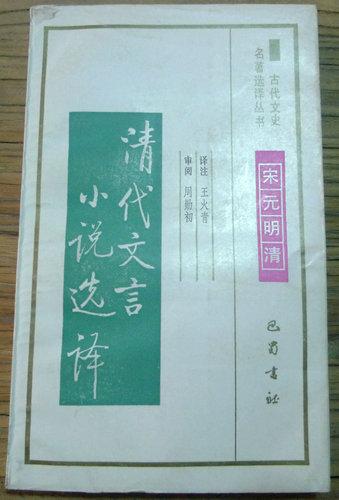 古代文史
名著选译丛书
宋元明清
巴蜀书社
译注 王火青
审阅 周勋初
清代文言
小说选译